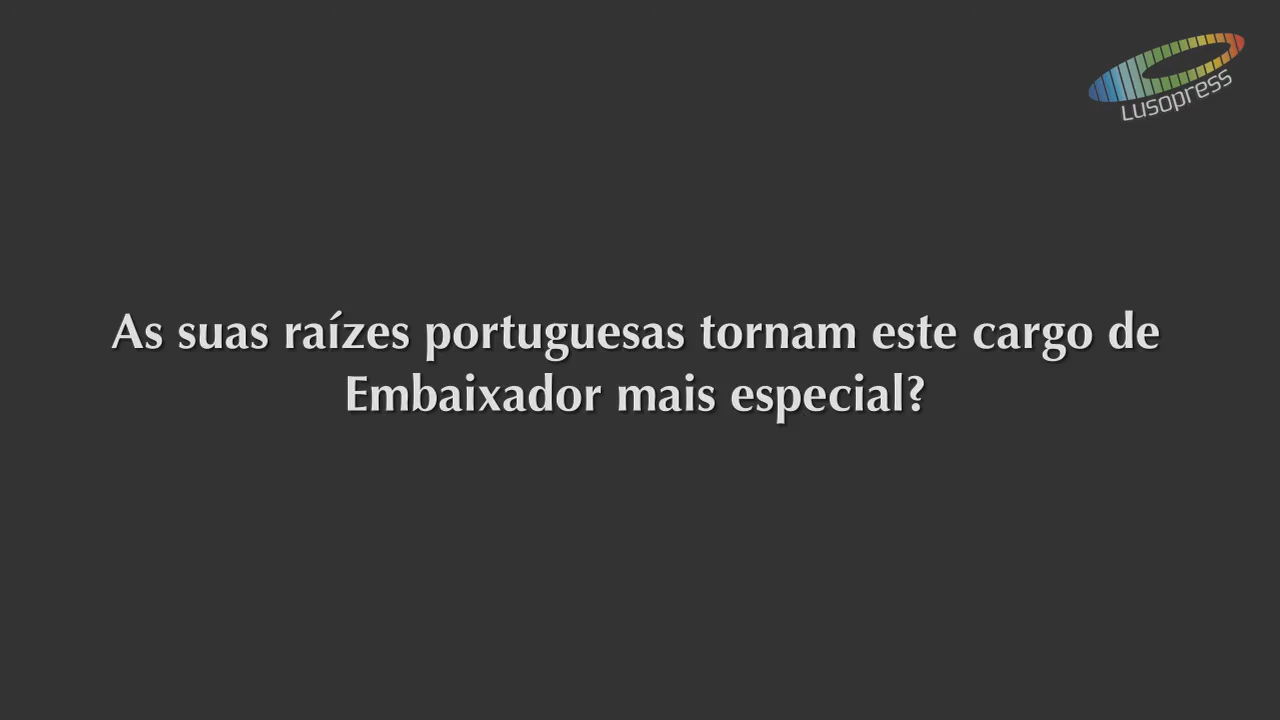 Lusopress
As suas raízes portuguesas tornam este cargo de
Embaixador mais especial?